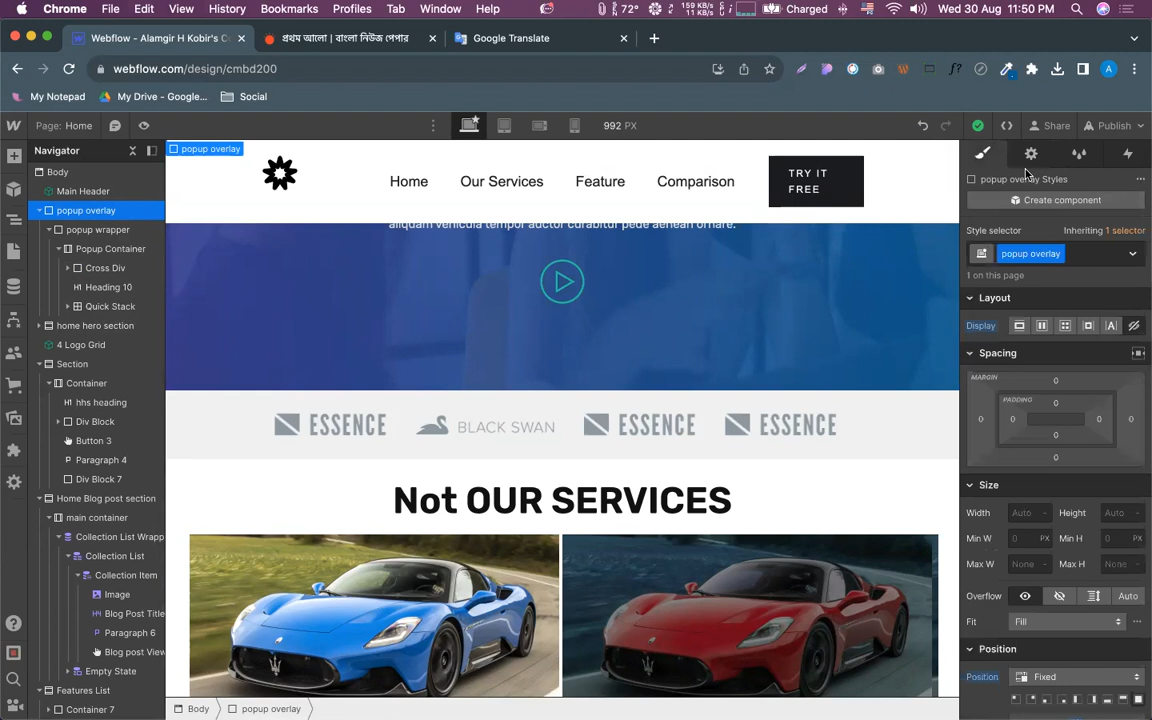 Chrome File Edit View History Bookmarks Profiles Tab Window Help 72° 159 KB/s 11 KB/s Charged Wed 30 Aug 11:50 PM
Webflow - Alamgir H Kobir's C
প্রথম আলো | বাংলা নিউজ পেপার
Google Translate
webflow.com/design/cmbd200
My Notepad My Drive - Google... Social
Page: Home 992 PX Share Publish
Navigator
Body
Main Header
popup overlay
popup wrapper
Popup Container
Cross Div
H1 Heading 10
Quick Stack
home hero section
4 Logo Grid
Section
Container
H1 hhs heading
Div Block
Button 3
P Paragraph 4
Div Block 7
Home Blog post section
main container
Collection List Wrapp
Collection List
Collection Item
Image
Blog Post Title
Paragraph 6
Blog post View
Empty State
Features List
Container 7
popup overlay
Home Our Services Feature Comparison
TRY IT
FREE
aliquam vehicula tempor auctor curabitur pede aenean ornare.
ESSENCE BLACK SWAN ESSENCE ESSENCE
Not OUR SERVICES
Body popup overlay
popup overlay Styles
Create component
Style selector Inheriting 1 selector
popup overlay
1 on this page
Layout
Display
Spacing
MARGIN 0
PADDING 0
0 0 0 0
0
0
Size
Width Auto - Height Auto -
Min W 0 PX Min H 0 PX
Max W None - Max H None -
Overflow Auto
Fit Fill
Position
Position Fixed